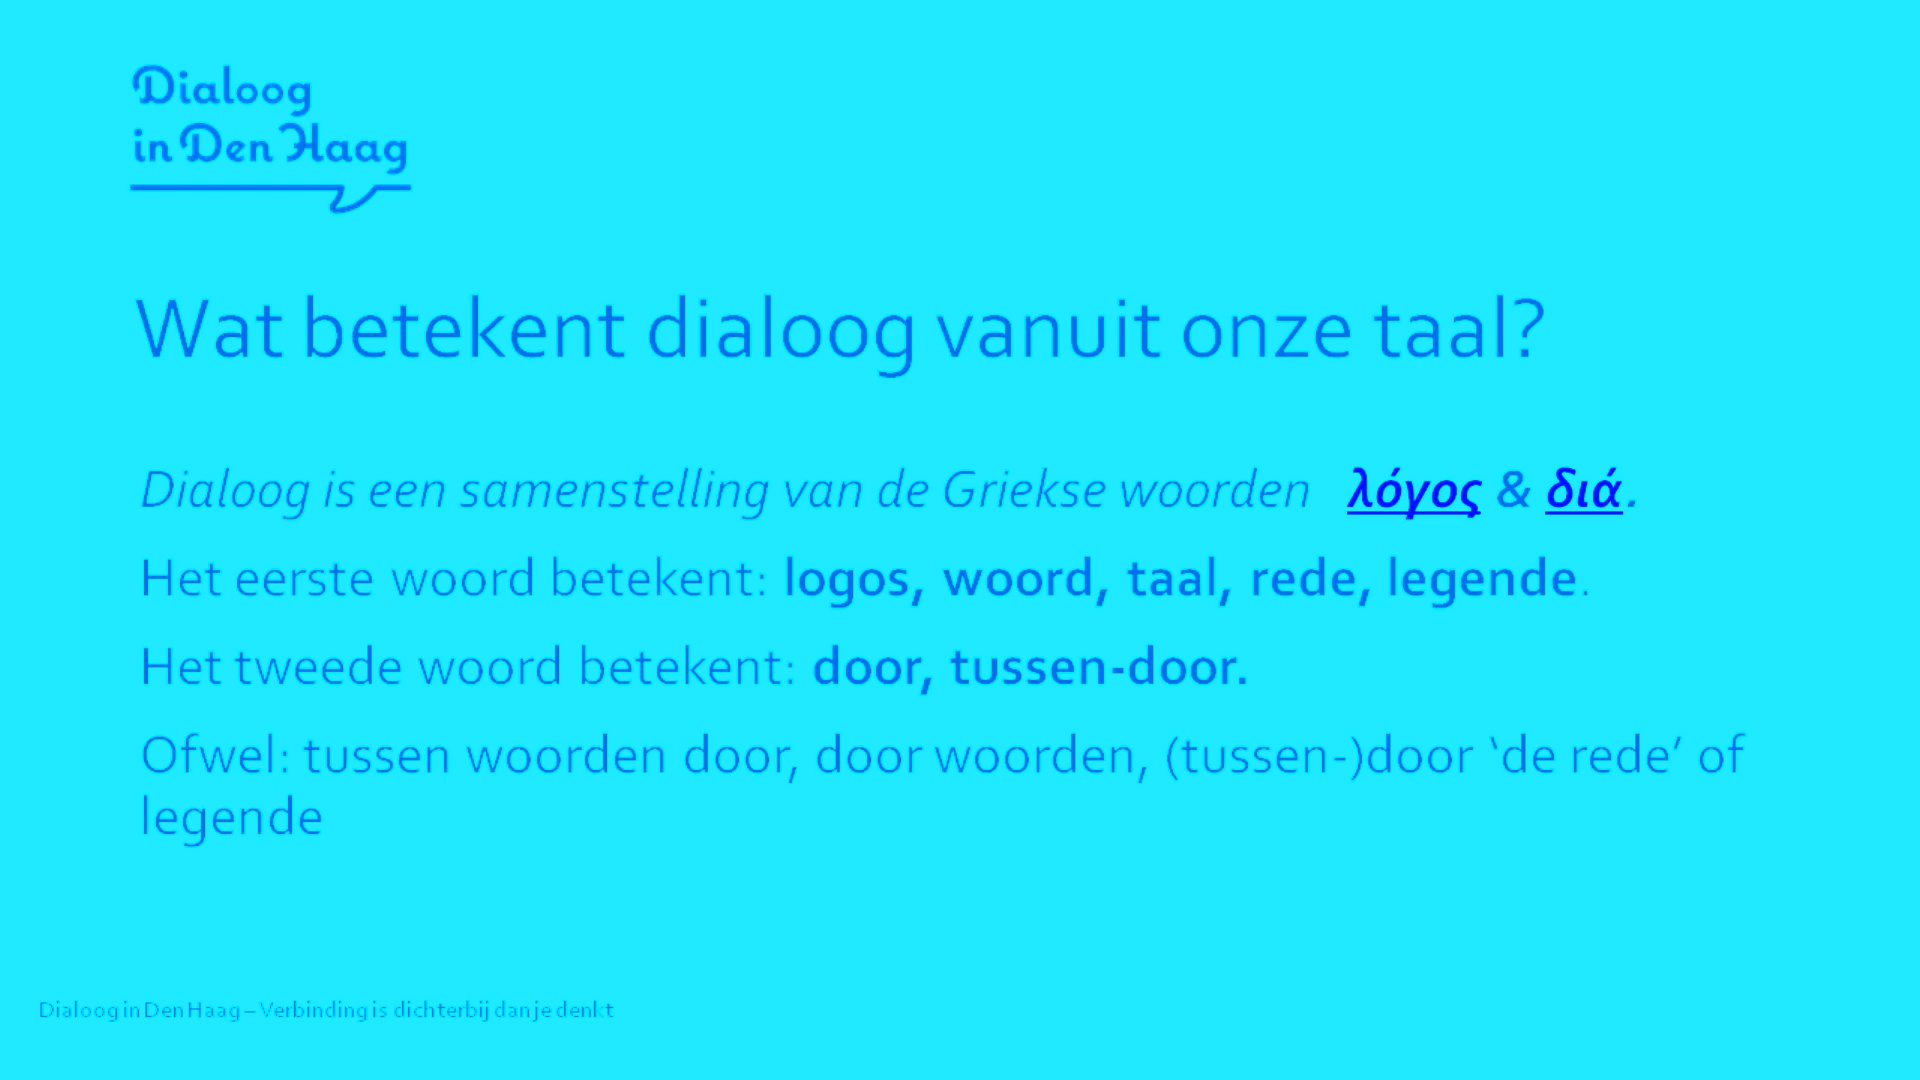 Dialoog
in Den Haag
Wat betekent dialoog vanuit onze taal?
Dialoog is een samenstelling van de Griekse woorden λόγος & διά.
Het eerste woord betekent: logos, woord, taal, rede, legende.
Het tweede woord betekent: door, tussen-door.
Ofwel: tussen woorden door, door woorden, (tussen-)door ‘de rede’ of
legende
Dialoog in Den Haag – Verbinding is dichterbij dan je denkt